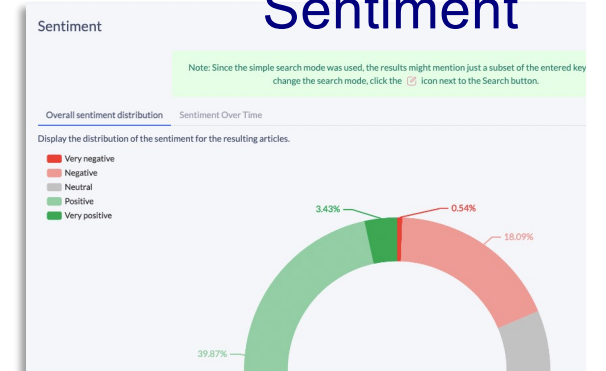 Sentiment
Sentiment
Note: Since the simple search mode was used, the results might mention just a subset of the entered key
change the search mode, click the icon next to the Search button.
Overall sentiment distribution
Sentiment Over Time
Display the distribution of the sentiment for the resulting articles.
Very negative
Negative
Neutral
Positive
Very positive
3.43%
0.54%
18.09%
39.87%